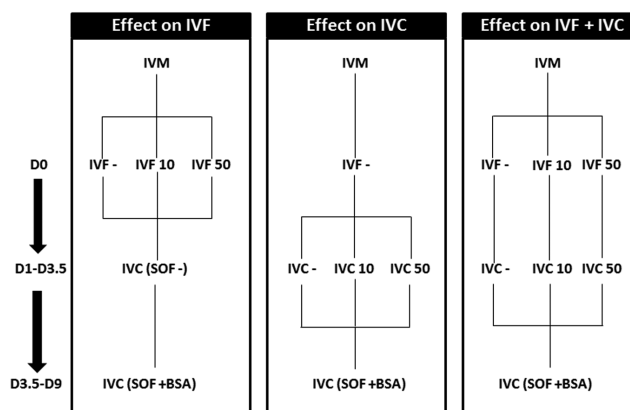 Effect on IVF
Effect on IVC
Effect on IVF + IVC
IVM
IVM
IVM
D0
IVF -
IVF 10
IVF 50
IVF -
IVF -
IVF 10
IVF 50
D1-D3.5
IVC (SOF -)
IVC -
IVC 10
IVC 50
IVC -
IVC 10
IVC 50
D3.5-D9
IVC (SOF +BSA)
IVC (SOF +BSA)
IVC (SOF +BSA)